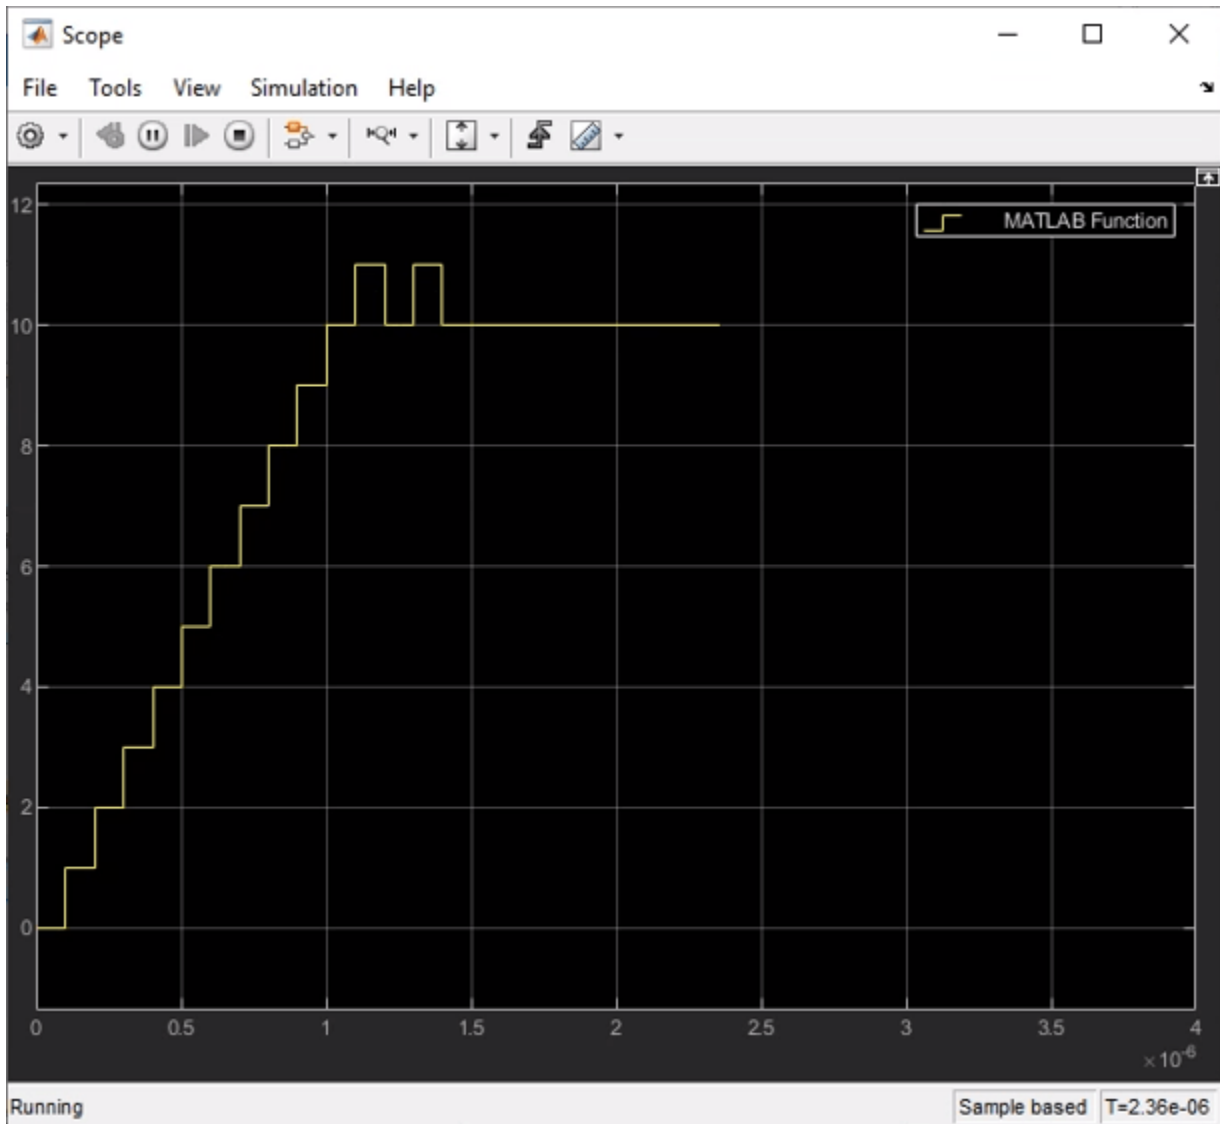 Scope
File Tools View Simulation Help
MATLAB Function
12
10
8
6
4
2
0
0 0.5 1 1.5 2 2.5 3 3.5 4
×10-6
Running Sample based T=2.36e-06